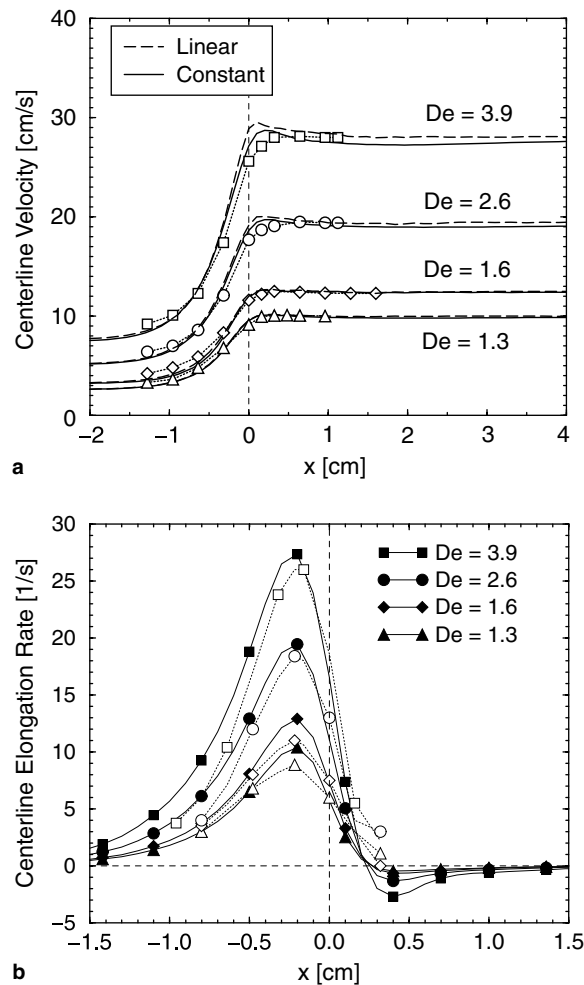 40
30
20
10
0
Centerline Velocity [cm/s]
Linear
Constant
De = 3.9
De = 2.6
De = 1.6
De = 1.3
-2 -1 0 1 2 3 4
x [cm]
a
30
25
20
15
10
5
0
-5
Centerline Elongation Rate [1/s]
De = 3.9
De = 2.6
De = 1.6
De = 1.3
-1.5 -1.0 -0.5 0.0 0.5 1.0 1.5
x [cm]
b